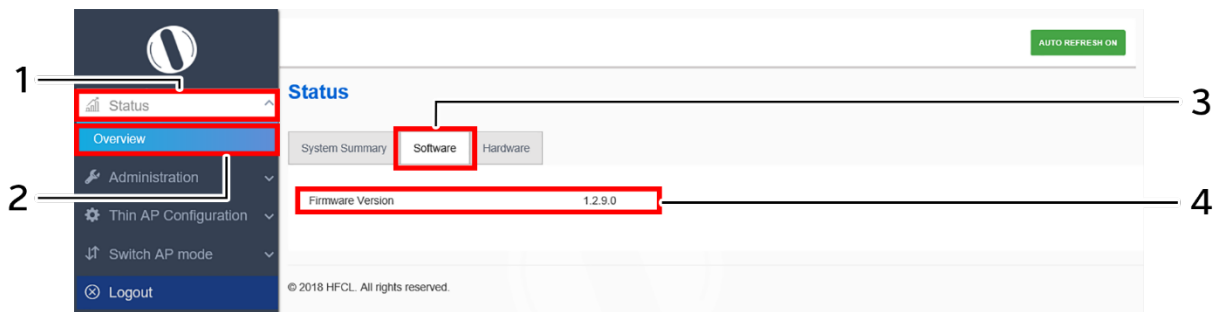 AUTO REFRESH ON
1
Status
Status
3
Overview
System Summary Software Hardware
2
Administration
Firmware Version 1.2.9.0
4
Thin AP Configuration
Switch AP mode
Logout
© 2018 HFCL. All rights reserved.